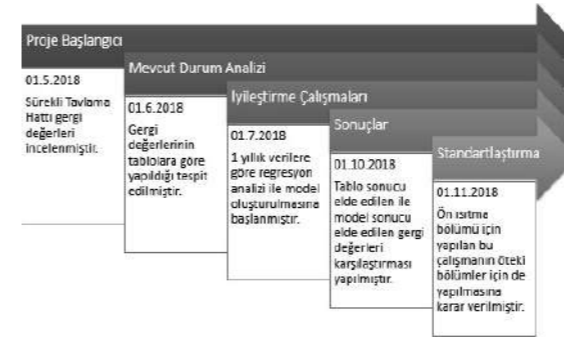 Proje Başlangıcı
01.5.2018
Sürekli Tavlama
Hattı gergi
değerleri
incelenmiştir.
Mevcut Durum Analizi
01.6.2018
Gergi
değerlerinin
tablolara göre
yapıldığı tespit
edilmiştir.
İyileştirme Çalışmaları
01.7.2018
1 yıllık verilere
göre regresyon
analizi ile model
oluşturulmasına
başlanmıştır.
Sonuçlar
01.10.2018
Tablo sonucu
elde edilen ile
model sonucu
elde edilen gergi
değerleri
karşılaştırması
yapılmıştır.
Standartlaştırma
01.11.2018
Ön ısıtma
bölümü için
yapılan bu
çalışmanın öteki
bölümler için de
yapılmasına
karar verilmiştir.